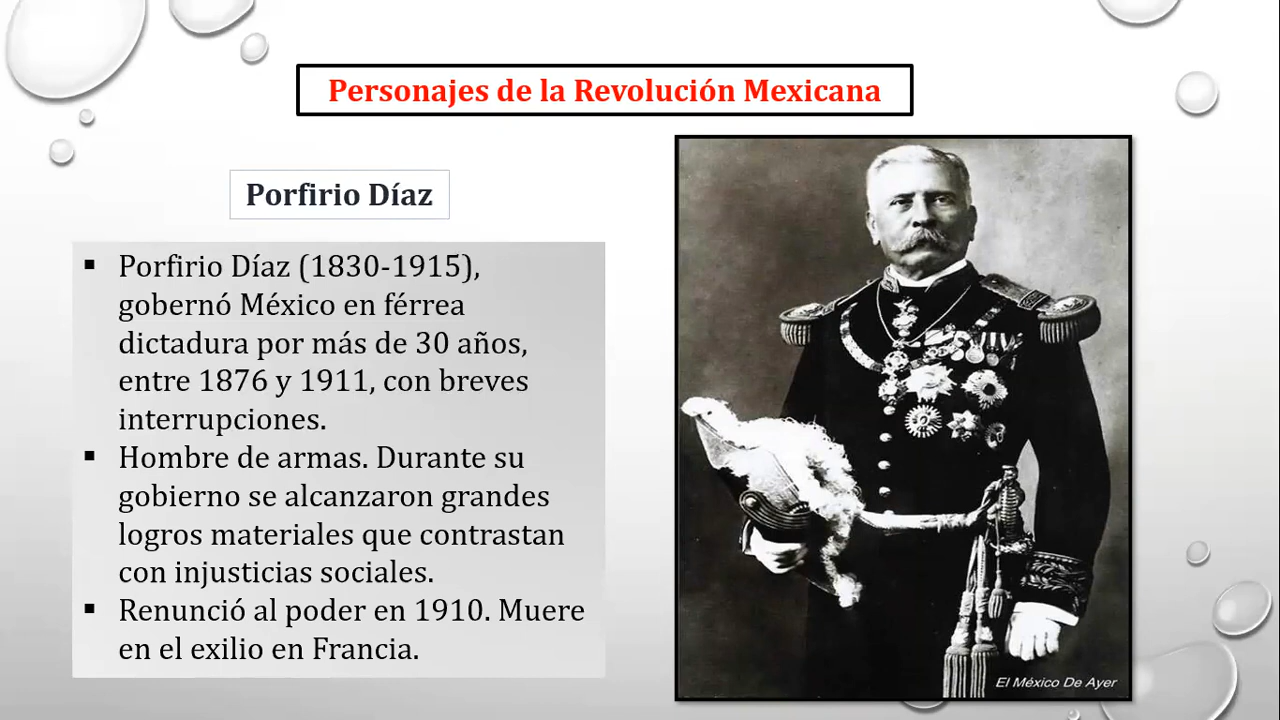 Personajes de la Revolución Mexicana
Porfirio Díaz
▪ Porfirio Díaz (1830-1915),
gobernó México en férrea
dictadura por más de 30 años,
entre 1876 y 1911, con breves
interrupciones.
▪ Hombre de armas. Durante su
gobierno se alcanzaron grandes
logros materiales que contrastan
con injusticias sociales.
▪ Renunció al poder en 1910. Muere
en el exilio en Francia.
El México De Ayer